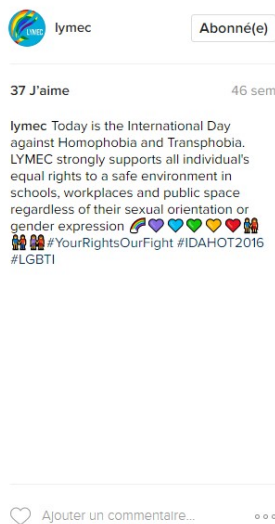 LYMEC
lymec
Abonné(e)
37 J'aime
46 sem
lymec Today is the International Day
against Homophobia and Transphobia.
LYMEC strongly supports all individual's
equal rights to a safe environment in
schools, workplaces and public space
regardless of their sexual orientation or
gender expression 🌈💜💙💚💛❤️👬
👬👭#YourRightsOurFight #IDAHOT2016
#LGBTI
Ajouter un commentaire...